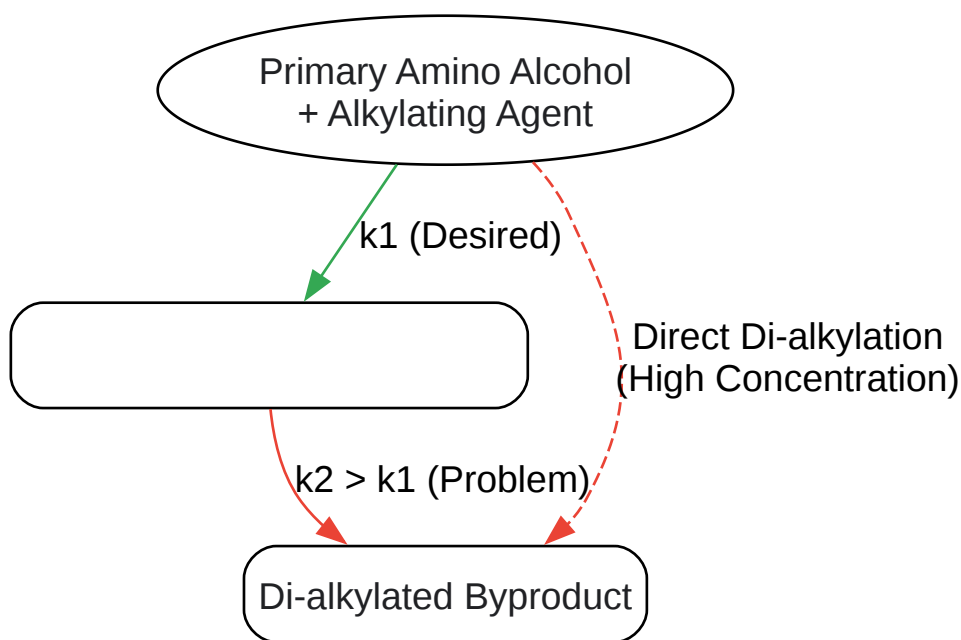 Primary Amino Alcohol
+ Alkylating Agent
k1 (Desired)
Direct Di-alkylation
(High Concentration)
k2 > k1 (Problem)
Di-alkylated Byproduct